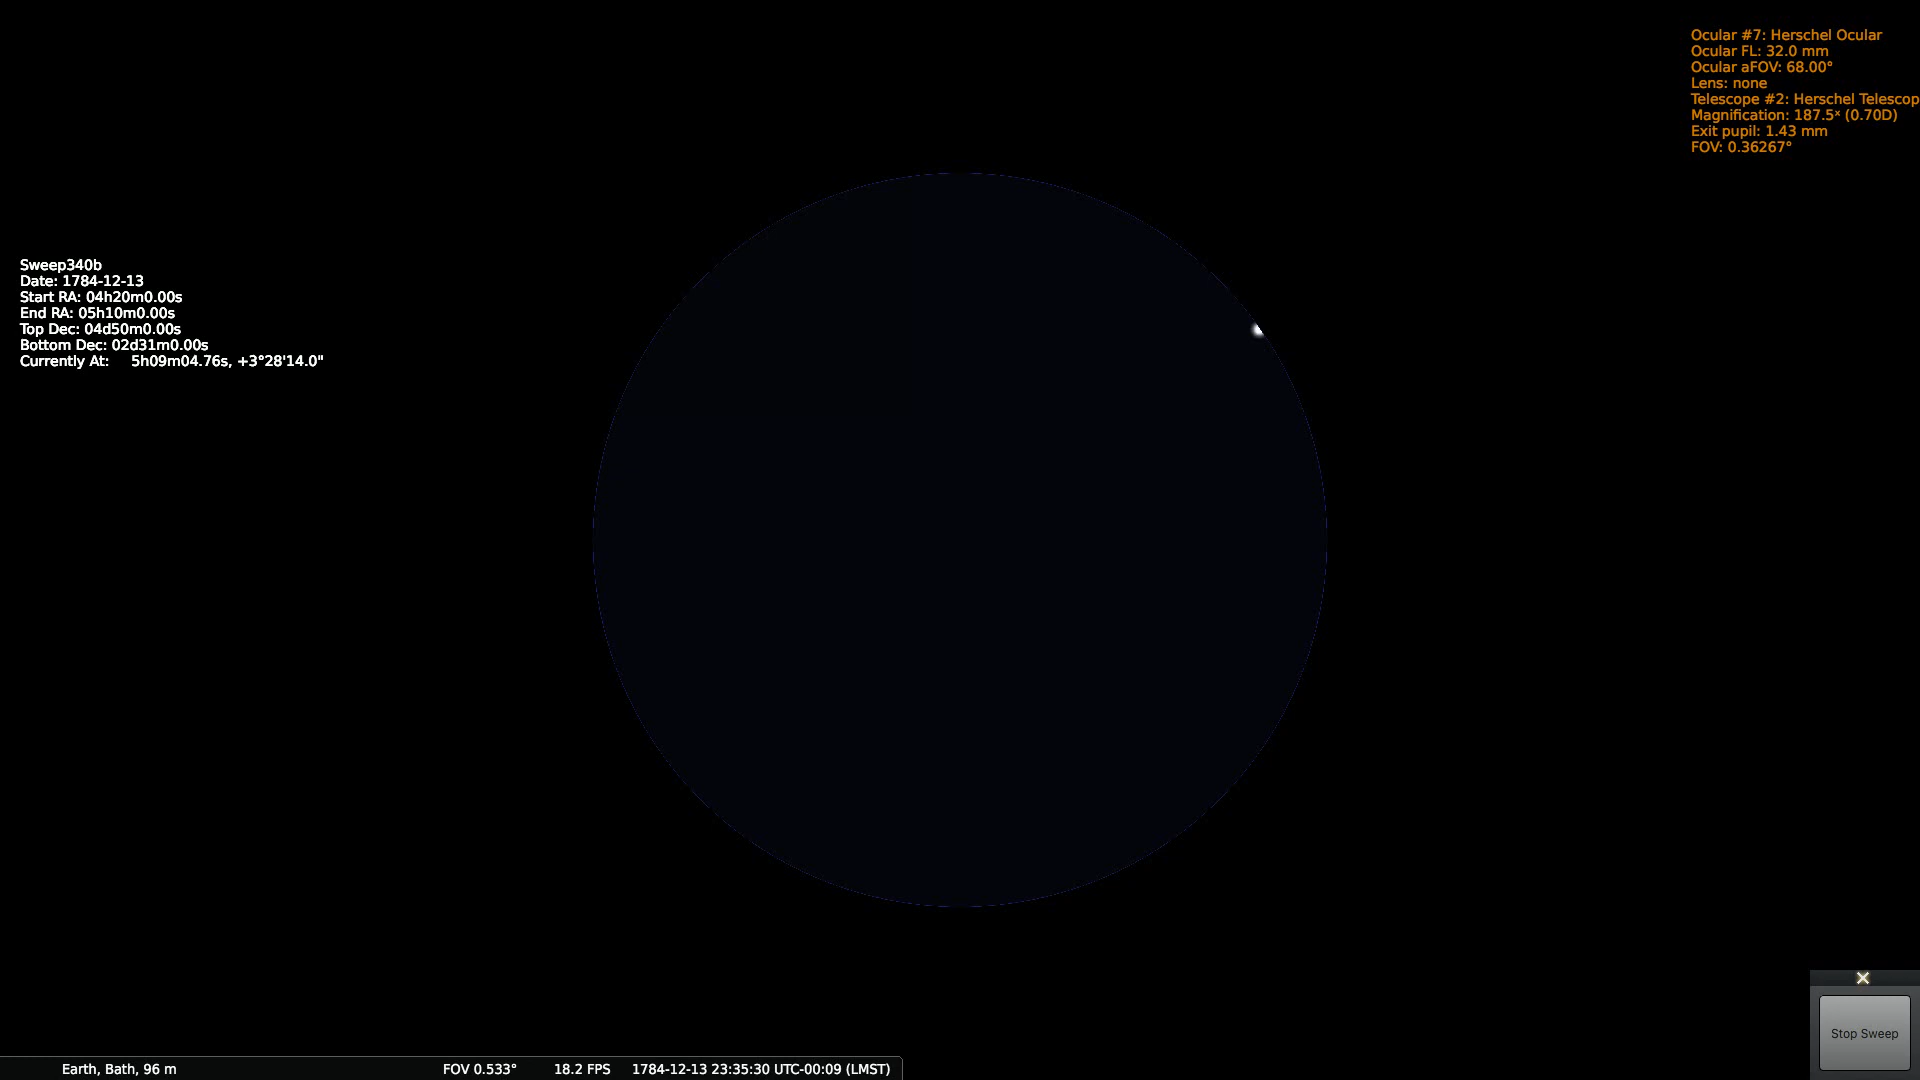 Ocular #7: Herschel Ocular
Ocular FL: 32.0 mm
Ocular aFOV: 68.00°
Lens: none
Telescope #2: Herschel Telescop
Magnification: 187.5ˣ (0.70D)
Exit pupil: 1.43 mm
FOV: 0.36267°
Sweep340b
Date: 1784-12-13
Start RA: 04h20m0.00s
End RA: 05h10m0.00s
Top Dec: 04d50m0.00s
Bottom Dec: 02d31m0.00s
Currently At: 5h09m04.76s, +3°28'14.0"
Stop Sweep
Earth, Bath, 96 m FOV 0.533° 18.2 FPS 1784-12-13 23:35:30 UTC-00:09 (LMST)